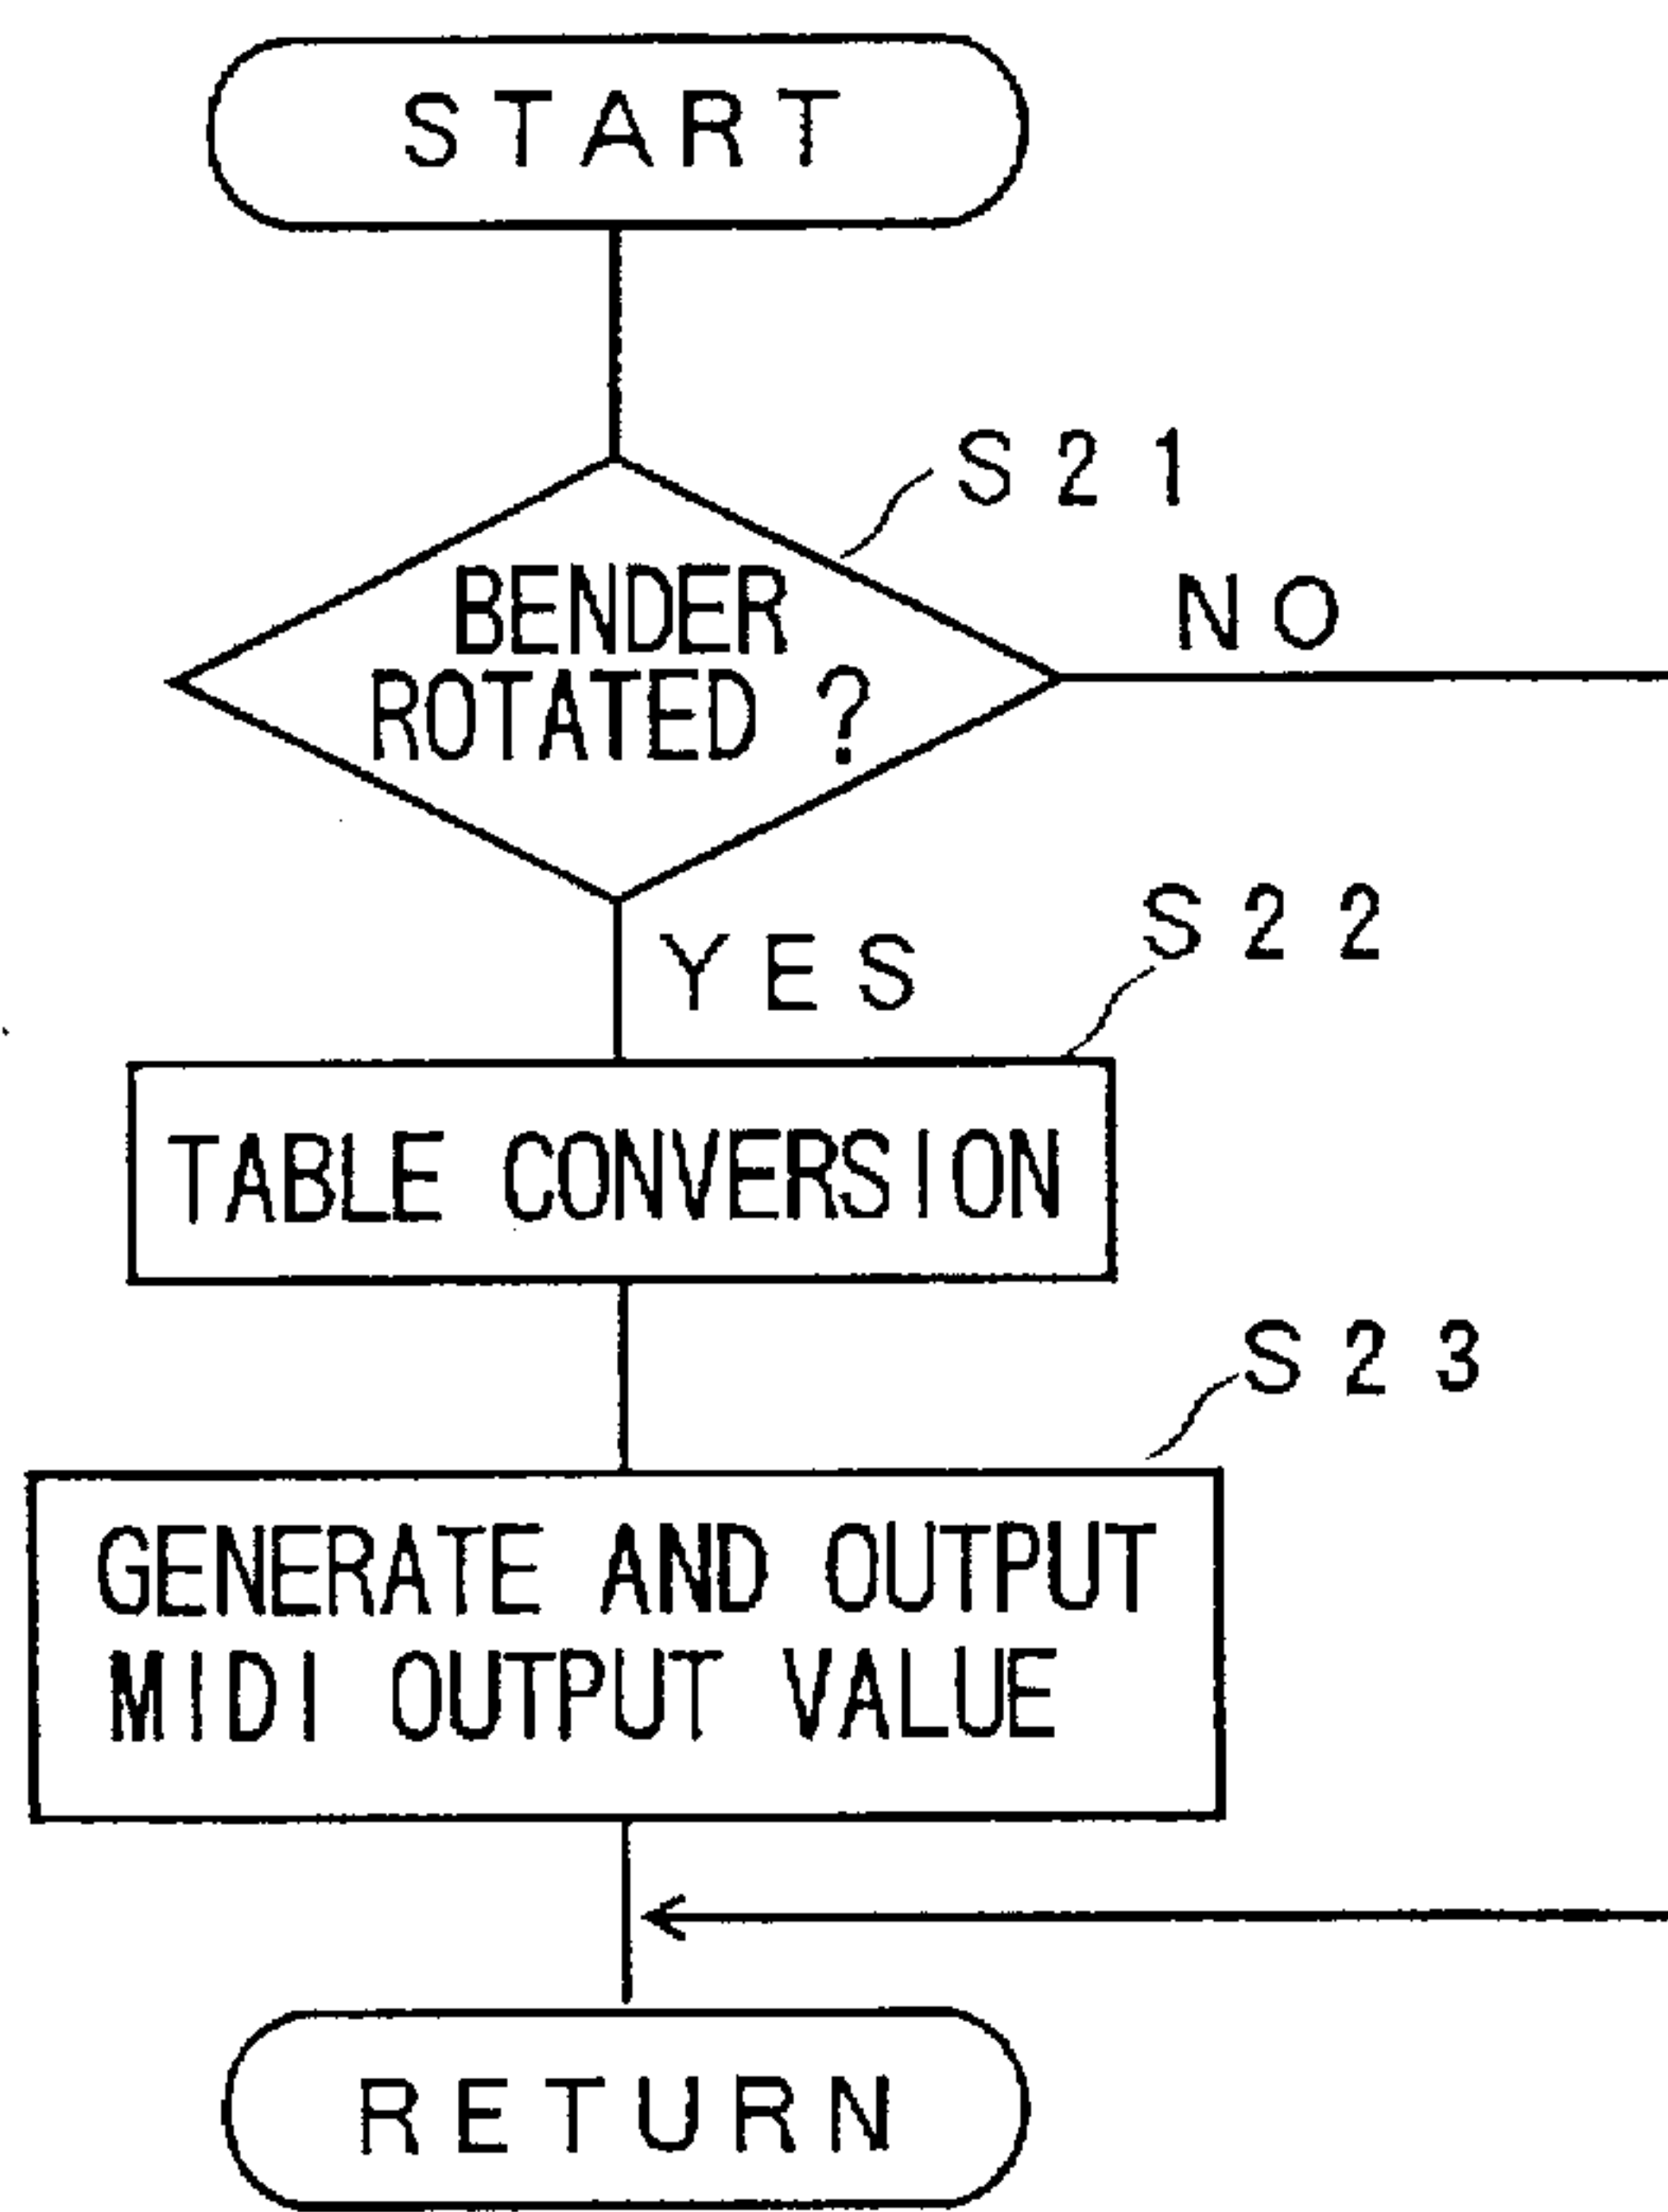 START
S21
BENDER
ROTATED ?
NO
YES
S22
TABLE CONVERSION
S23
GENERATE AND OUTPUT
MIDI OUTPUT VALUE
RETURN